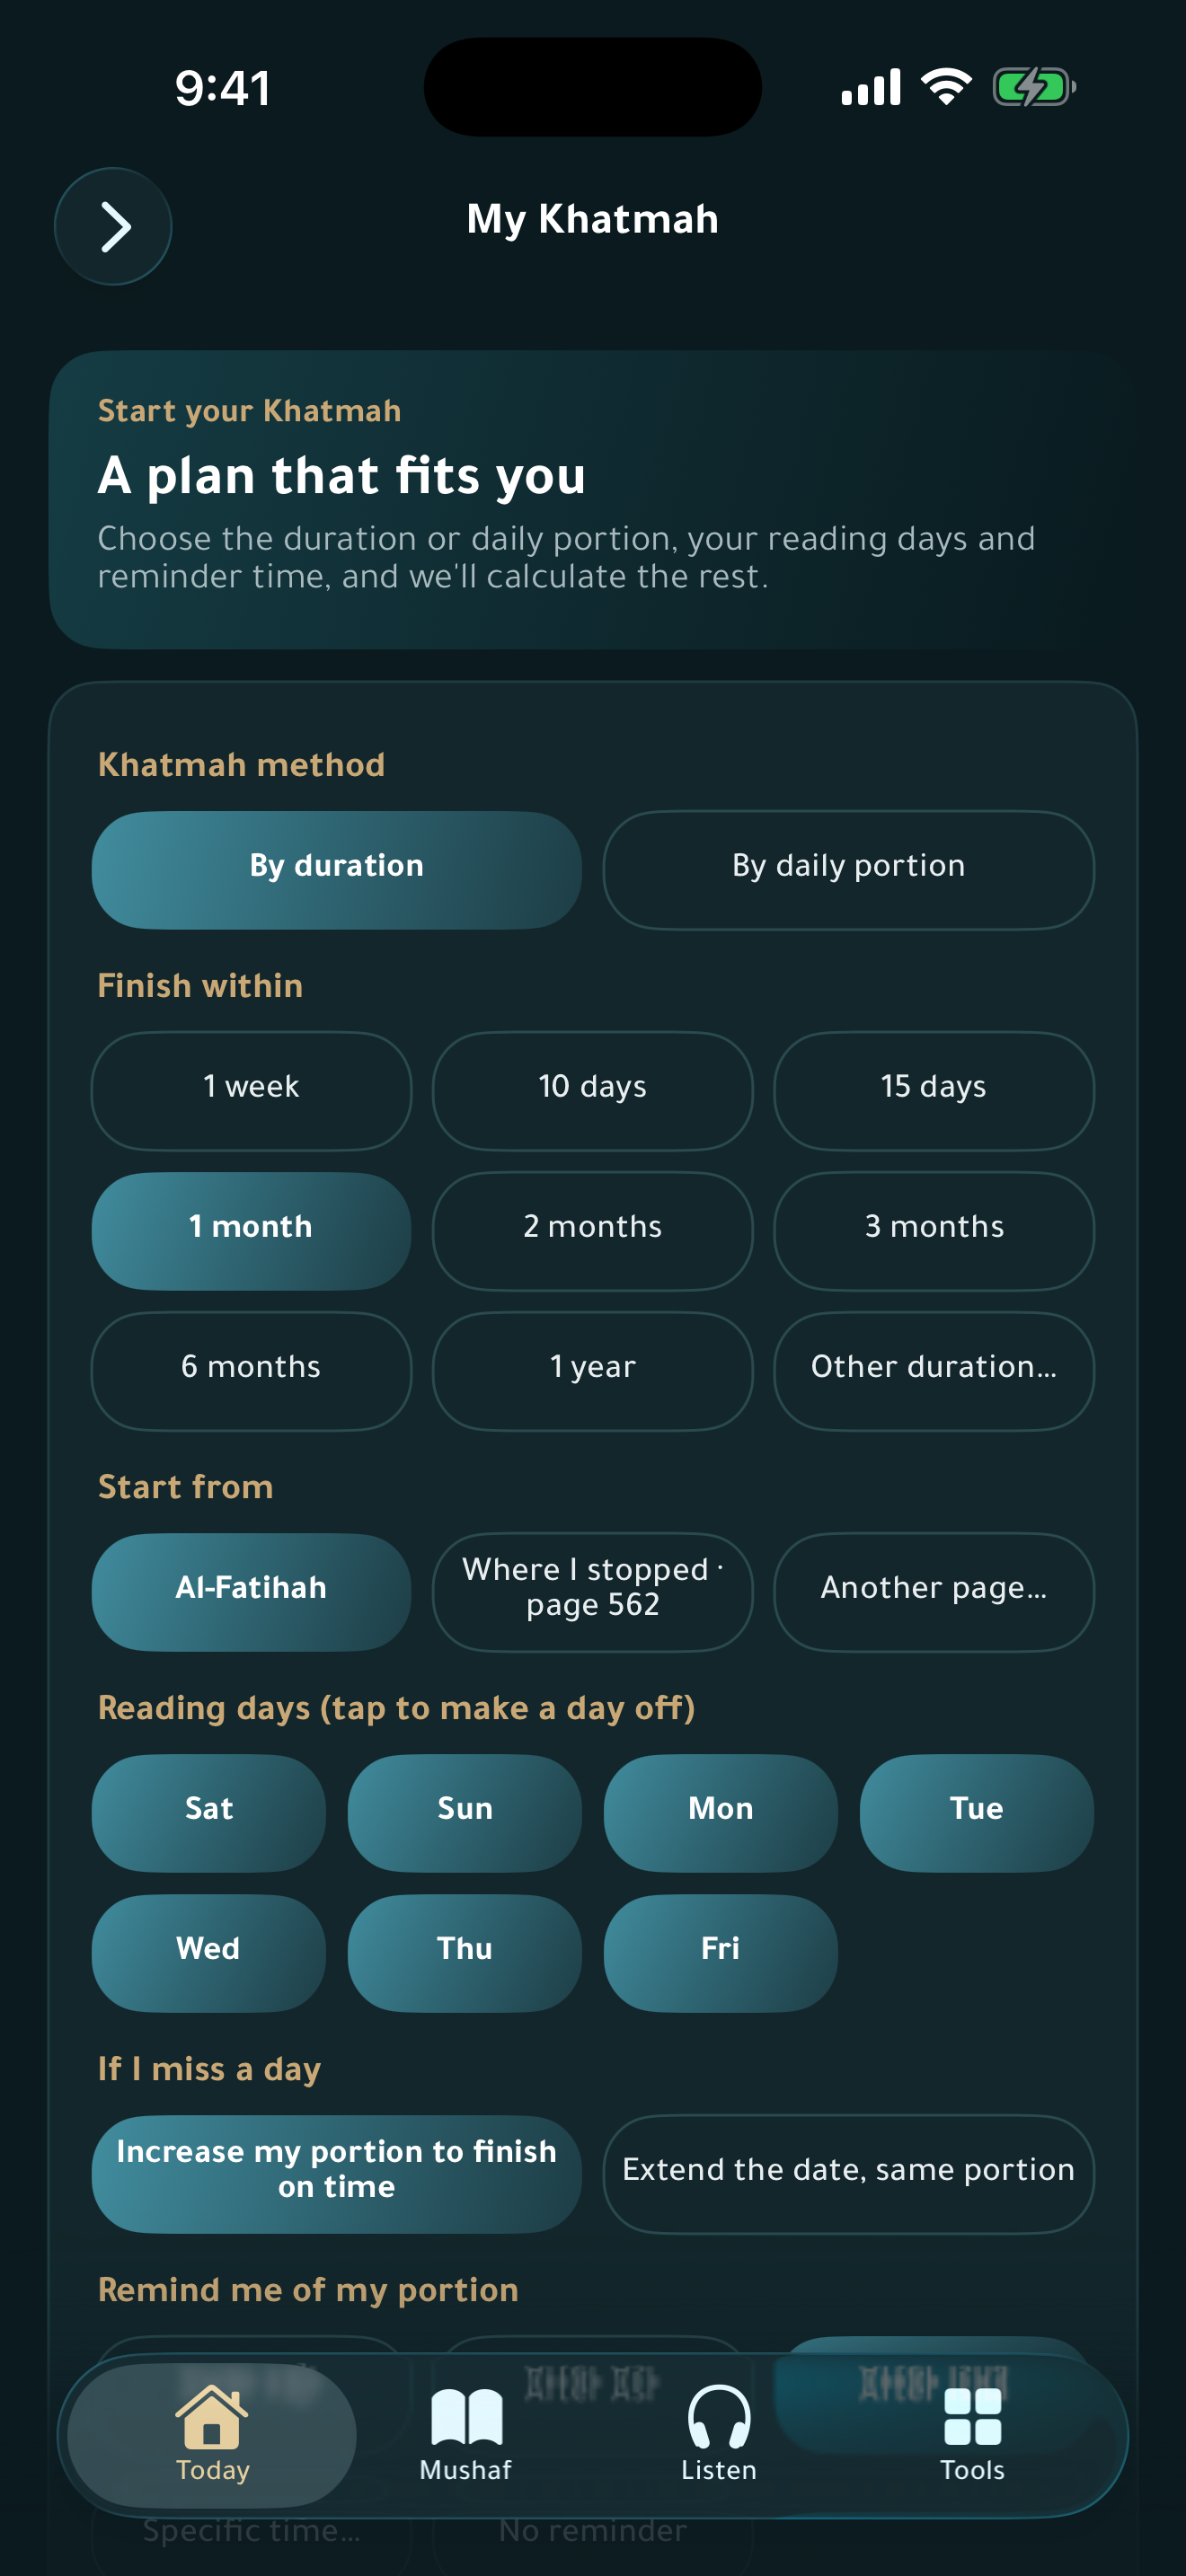 9:41
My Khatmah
Start your Khatmah
A plan that fits you
Choose the duration or daily portion, your reading days and
reminder time, and we'll calculate the rest.
Khatmah method
By duration
By daily portion
Finish within
1 week
10 days
15 days
1 month
2 months
3 months
6 months
1 year
Other duration...
Start from
Al-Fatihah
Where I stopped ·
page 562
Another page...
Reading days (tap to make a day off)
Sat
Sun
Mon
Tue
Wed
Thu
Fri
If I miss a day
Increase my portion to finish
on time
Extend the date, same portion
Remind me of my portion
Today
Mushaf
Listen
Tools
Specific time...
No reminder